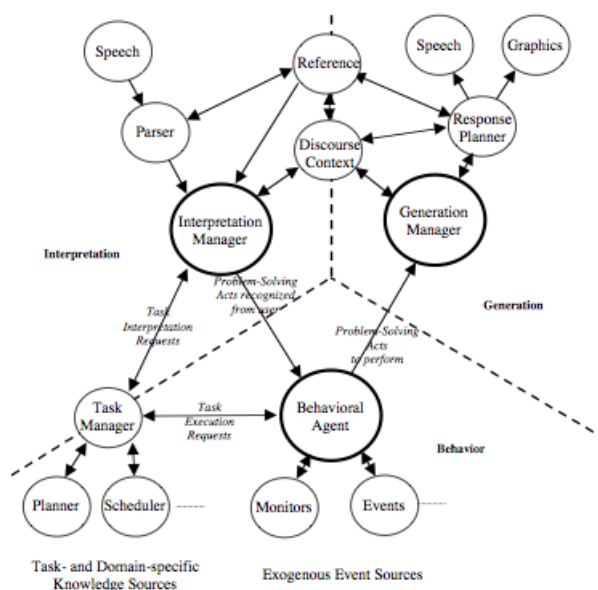 Speech
Reference
Speech
Graphics
Parser
Response
Planner
Discourse
Context
Interpretation
Manager
Generation
Manager
Interpretation
Generation
Problem-Solving
Acts recognized
from user
Task
Interpretation
Requests
Problem-Solving
Acts
to perform
Task
Manager
Task
Execution
Requests
Behavioral
Agent
Behavior
Planner
Scheduler
Monitors
Events
Task- and Domain-specific
Knowledge Sources
Exogenous Event Sources